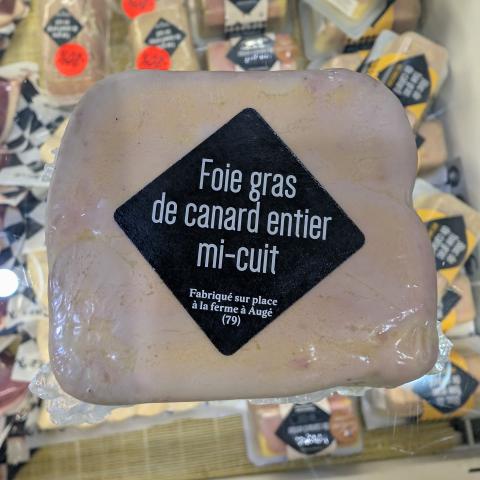 Foie gras
de canard entier
mi-cuit
Fabriqué sur place
à la ferme à Augé
(79)